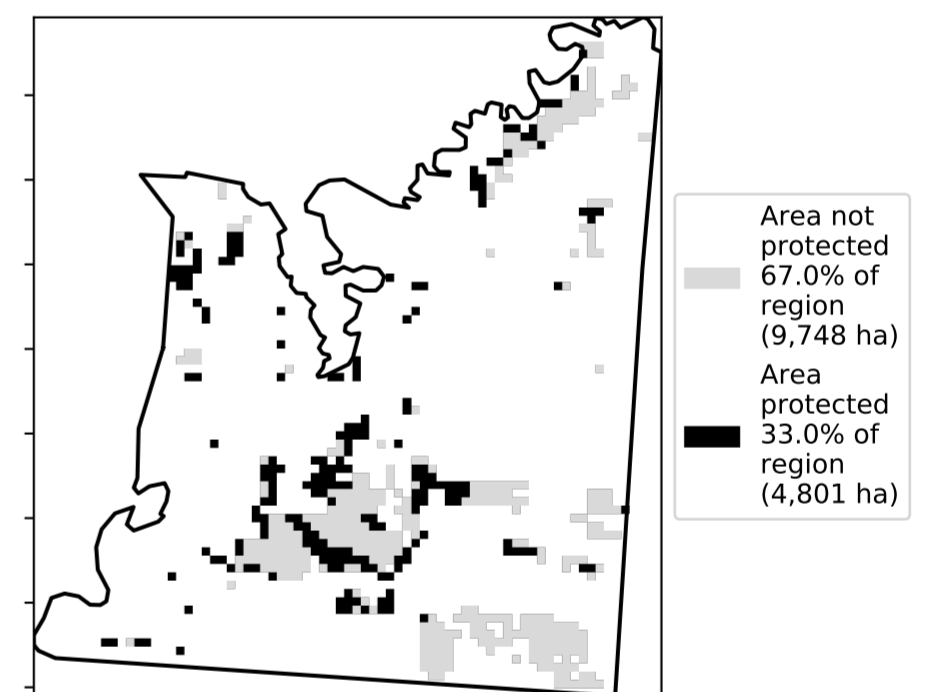 Area not
protected
67.0% of
region
(9,748 ha)
Area
protected
33.0% of
region
(4,801 ha)